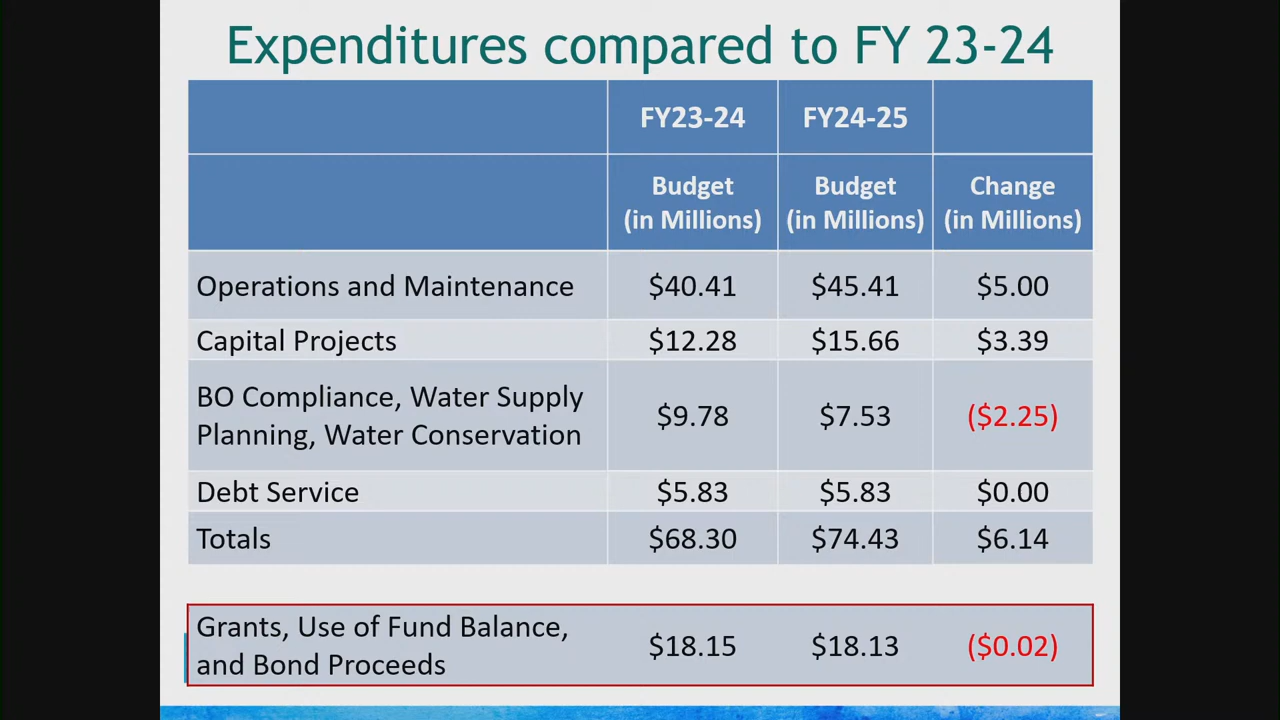 Expenditures compared to FY 23-24
FY23-24 FY24-25
Budget Budget Change
(in Millions) (in Millions) (in Millions)
Operations and Maintenance $40.41 $45.41 $5.00
Capital Projects $12.28 $15.66 $3.39
BO Compliance, Water Supply
Planning, Water Conservation $9.78 $7.53 ($2.25)
Debt Service $5.83 $5.83 $0.00
Totals $68.30 $74.43 $6.14
Grants, Use of Fund Balance,
and Bond Proceeds $18.15 $18.13 ($0.02)